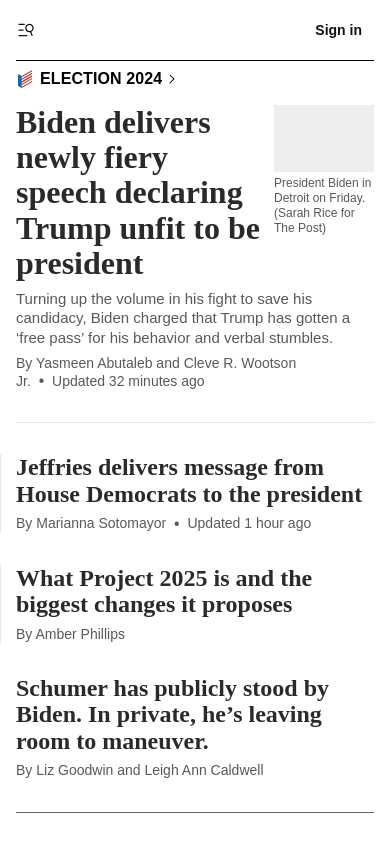 Sign in
ELECTION 2024
Biden delivers
newly fiery
speech declaring
Trump unfit to be
president
President Biden in
Detroit on Friday.
(Sarah Rice for
The Post)
Turning up the volume in his fight to save his
candidacy, Biden charged that Trump has gotten a
‘free pass’ for his behavior and verbal stumbles.
By Yasmeen Abutaleb and Cleve R. Wootson
Jr. • Updated 32 minutes ago
Jeffries delivers message from
House Democrats to the president
By Marianna Sotomayor • Updated 1 hour ago
What Project 2025 is and the
biggest changes it proposes
By Amber Phillips
Schumer has publicly stood by
Biden. In private, he’s leaving
room to maneuver.
By Liz Goodwin and Leigh Ann Caldwell